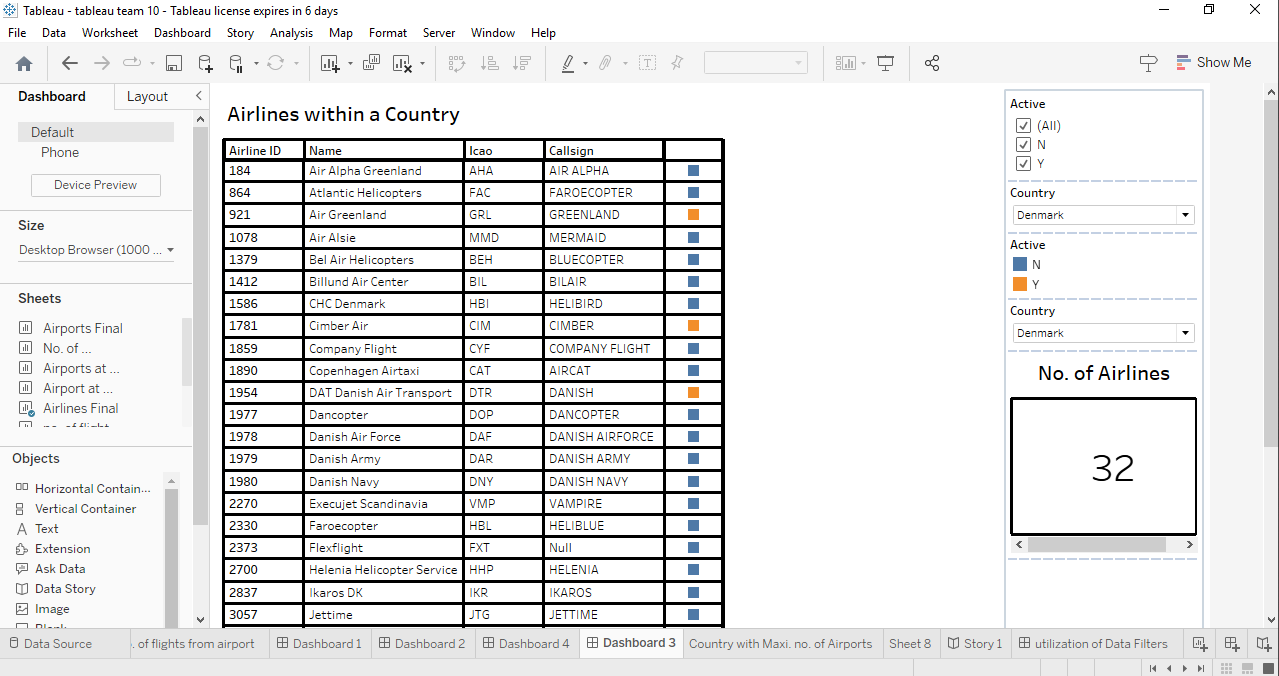 Tableau - tableau team 10 - Tableau license expires in 6 days
File Data Worksheet Dashboard Story Analysis Map Format Server Window Help
Show Me
Dashboard Layout
Default
Phone
Device Preview
Size
Desktop Browser (1000 ...
Sheets
Airports Final
No. of ...
Airports at ...
Airport at ...
Airlines Final
no. of flight
Objects
Horizontal Contain...
Vertical Container
Text
Extension
Ask Data
Data Story
Image
Blank
Airlines within a Country
Airline ID Name Icao Callsign
184 Air Alpha Greenland AHA AIR ALPHA
864 Atlantic Helicopters FAC FAROECOPTER
921 Air Greenland GRL GREENLAND
1078 Air Alsie MMD MERMAID
1379 Bel Air Helicopters BEH BLUECOPTER
1412 Billund Air Center BIL BILAIR
1586 CHC Denmark HBI HELIBIRD
1781 Cimber Air CIM CIMBER
1859 Company Flight CYF COMPANY FLIGHT
1890 Copenhagen Airtaxi CAT AIRCAT
1954 DAT Danish Air Transport DTR DANISH
1977 Dancopter DOP DANCOPTER
1978 Danish Air Force DAF DANISH AIRFORCE
1979 Danish Army DAR DANISH ARMY
1980 Danish Navy DNY DANISH NAVY
2270 Execujet Scandinavia VMP VAMPIRE
2330 Faroecopter HBL HELIBLUE
2373 Flexflight FXT Null
2700 Helenia Helicopter Service HHP HELENIA
2837 Ikaros DK IKR IKAROS
3057 Jettime JTG JETTIME
Active
(All)
N
Y
Country
Denmark
Active
N
Y
Country
Denmark
No. of Airlines
32
Data Source . of flights from airport Dashboard 1 Dashboard 2 Dashboard 4 Dashboard 3 Country with Maxi. no. of Airports Sheet 8 Story 1 utilization of Data Filters